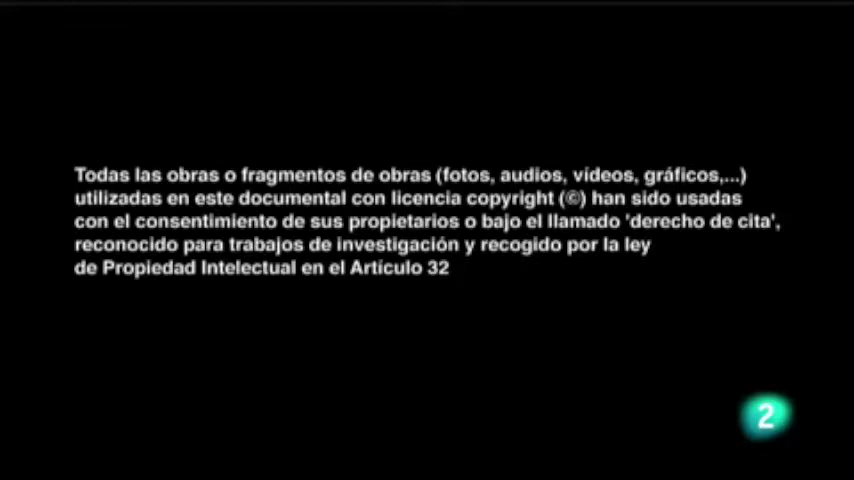 Todas las obras o fragmentos de obras (fotos, audios, vídeos, gráficos,...)
utilizadas en este documental con licencia copyright (©) han sido usadas
con el consentimiento de sus propietarios o bajo el llamado 'derecho de cita',
reconocido para trabajos de investigación y recogido por la ley
de Propiedad Intelectual en el Artículo 32
2